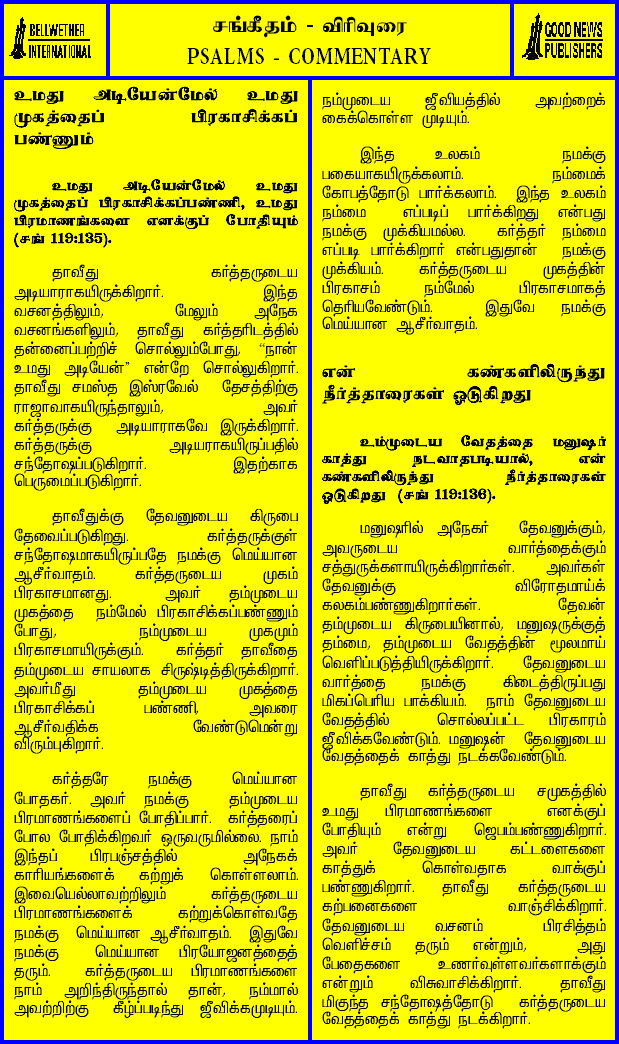 BELLWETHER
INTERNATIONAL
சங்கீதம் - விரிவுரை
PSALMS - COMMENTARY
GOOD NEWS
PUBLISHERS
உமது அடியேன்மேல் உமது
முகத்தைப் பிரகாசிக்கப்
பண்ணும்
உமது அடியேன்மேல் உமது
முகத்தைப் பிரகாசிக்கப்பண்ணி, உமது
பிரமாணங்களை எனக்குப் போதியும்
(சங் 119:135).
தாவீது கர்த்தருடைய
அடியாராகயிருக்கிறார். இந்த
வசனத்திலும், மேலும் அநேக
வசனங்களிலும், தாவீது கர்த்தரிடத்தில்
தன்னைப்பற்றிச் சொல்லும்போது, “நான்
உமது அடியேன்” என்றே சொல்லுகிறார்.
தாவீது சமஸ்த இஸ்ரவேல் தேசத்திற்கு
ராஜாவாகயிருந்தாலும், அவர்
கர்த்தருக்கு அடியாராகவே இருக்கிறார்.
கர்த்தருக்கு அடியராகயிருப்பதில்
சந்தோஷப்படுகிறார். இதற்காக
பெருமைப்படுகிறார்.
தாவீதுக்கு தேவனுடைய கிருபை
தேவைப்படுகிறது. கர்த்தருக்குள்
சந்தோஷமாகயிருப்பதே நமக்கு மெய்யான
ஆசீர்வாதம். கர்த்தருடைய முகம்
பிரகாசமானது. அவர் தம்முடைய
முகத்தை நம்மேல் பிரகாசிக்கப்பண்ணும்
போது, நம்முடைய முகமும்
பிரகாசமாயிருக்கும். கர்த்தர் தாவீதை
தம்முடைய சாயலாக சிருஷ்டித்திருக்கிறார்.
அவர்மீது தம்முடைய முகத்தை
பிரகாசிக்கப் பண்ணி, அவரை
ஆசீர்வதிக்க வேண்டுமென்று
விரும்புகிறார்.
கர்த்தரே நமக்கு மெய்யான
போதகர். அவர் நமக்கு தம்முடைய
பிரமாணங்களைப் போதிப்பார். கர்த்தரைப்
போல போதிக்கிறவர் ஒருவருமில்லை. நாம்
இந்தப் பிரபஞ்சத்தில் அநேகக்
காரியங்களைக் கற்றுக் கொள்ளலாம்.
இவையெல்லாவற்றிலும் கர்த்தருடைய
பிரமாணங்களைக் கற்றுக்கொள்வதே
நமக்கு மெய்யான ஆசீர்வாதம். இதுவே
நமக்கு மெய்யான பிரயோஜனத்தைத்
தரும். கர்த்தருடைய பிரமாணங்களை
நாம் அறிந்திருந்தால் தான், நம்மால்
அவற்றிற்கு கீழ்ப்படிந்து ஜீவிக்கமுடியும்.
நம்முடைய ஜீவியத்தில் அவற்றைக்
கைக்கொள்ள முடியும்.
இந்த உலகம் நமக்கு
பகையாகயிருக்கலாம். நம்மைக்
கோபத்தோடு பார்க்கலாம். இந்த உலகம்
நம்மை எப்படிப் பார்க்கிறது என்பது
நமக்கு முக்கியமல்ல. கர்த்தர் நம்மை
எப்படி பார்க்கிறார் என்பதுதான் நமக்கு
முக்கியம். கர்த்தருடைய முகத்தின்
பிரகாசம் நம்மேல் பிரகாசமாகத்
தெரியவேண்டும். இதுவே நமக்கு
மெய்யான ஆசீர்வாதம்.
என் கண்களிலிருந்து
நீர்த்தாரைகள் ஓடுகிறது
உம்முடைய வேதத்தை மனுஷர்
காத்து நடவாதபடியால், என்
கண்களிலிருந்து நீர்த்தாரைகள்
ஓடுகிறது (சங் 119:136).
மனுஷரில் அநேகர் தேவனுக்கும்,
அவருடைய வார்த்தைக்கும்
சத்துருக்களாயிருக்கிறார்கள். அவர்கள்
தேவனுக்கு விரோதமாய்க்
கலகம்பண்ணுகிறார்கள். தேவன்
தம்முடைய கிருபையினால், மனுஷருக்குத்
தம்மை, தம்முடைய வேதத்தின் மூலமாய்
வெளிப்படுத்தியிருக்கிறார். தேவனுடைய
வார்த்தை நமக்கு கிடைத்திருப்பது
மிகப்பெரிய பாக்கியம். நாம் தேவனுடைய
வேதத்தில் சொல்லப்பட்ட பிரகாரம்
ஜீவிக்கவேண்டும். மனுஷன் தேவனுடைய
வேதத்தைக் காத்து நடக்கவேண்டும்.
தாவீது கர்த்தருடைய சமுகத்தில்
உமது பிரமாணங்களை எனக்குப்
போதியும் என்று ஜெபம்பண்ணுகிறார்.
அவர் தேவனுடைய கட்டளைகளை
காத்துக் கொள்வதாக வாக்குப்
பண்ணுகிறார். தாவீது கர்த்தருடைய
கற்பனைகளை வாஞ்சிக்கிறார்.
தேவனுடைய வசனம் பிரசித்தம்
வெளிச்சம் தரும் என்றும், அது
பேதைகளை உணர்வுள்ளவர்களாக்கும்
என்றும் விசுவாசிக்கிறார். தாவீது
மிகுந்த சந்தோஷத்தோடு கர்த்தருடைய
வேதத்தைக் காத்து நடக்கிறார்.